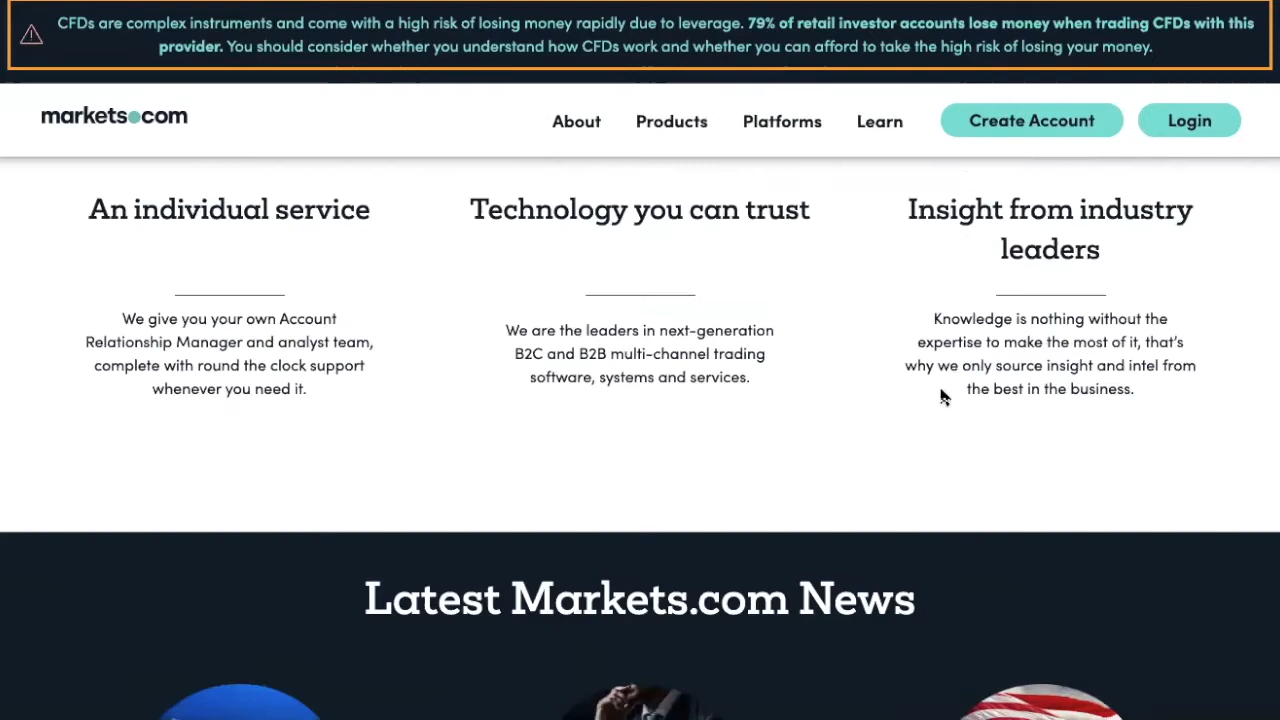 CFDs are complex instruments and come with a high risk of losing money rapidly due to leverage. 79% of retail investor accounts lose money when trading CFDs with this
provider. You should consider whether you understand how CFDs work and whether you can afford to take the high risk of losing your money.
markets.com
About Products Platforms Learn Create Account Login
An individual service
We give you your own Account
Relationship Manager and analyst team,
complete with round the clock support
whenever you need it.
Technology you can trust
We are the leaders in next-generation
B2C and B2B multi-channel trading
software, systems and services.
Insight from industry
leaders
Knowledge is nothing without the
expertise to make the most of it, that's
why we only source insight and intel from
the best in the business.
Latest Markets.com News